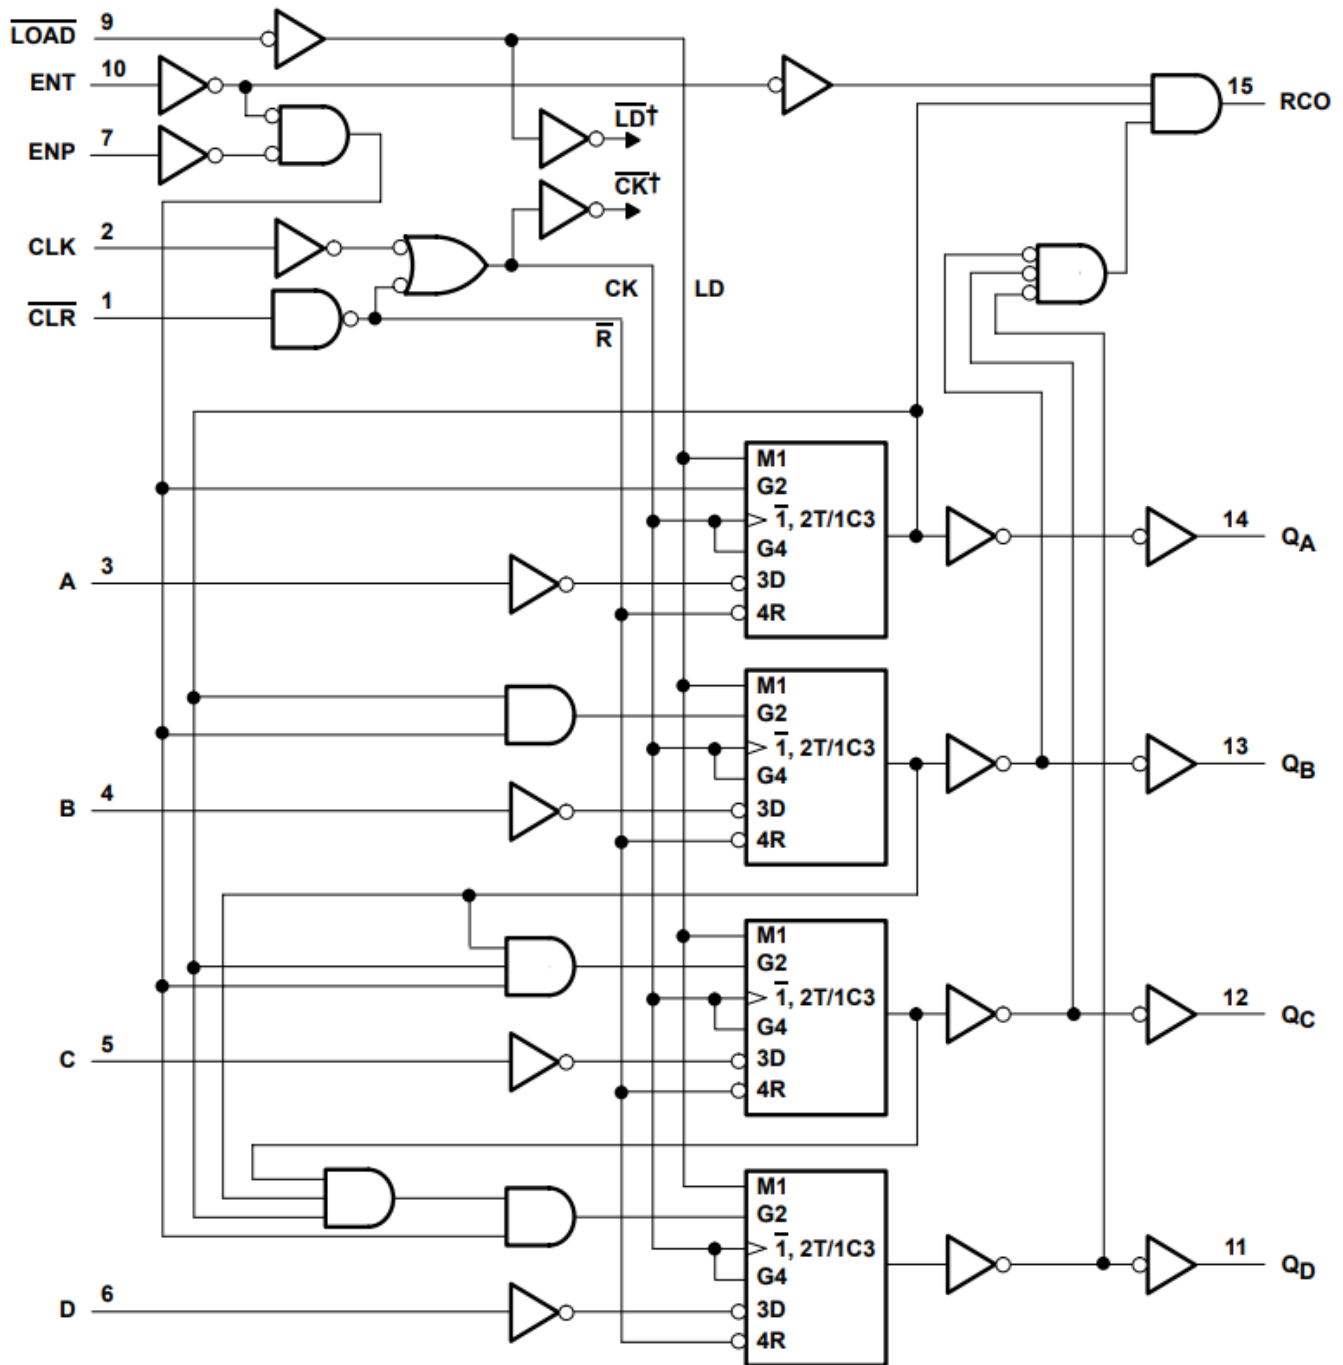 LOAD 9
ENT 10
15 RCO
LD†
ENP 7
CK†
CLK 2
CK LD
CLR 1
R
M1
G2
1, 2T/1C3
14 QA
G4
A 3
3D
4R
M1
G2
1, 2T/1C3
13 QB
G4
B 4
3D
4R
M1
G2
1, 2T/1C3
12 QC
G4
C 5
3D
4R
M1
G2
1, 2T/1C3
11 QD
G4
D 6
3D
4R